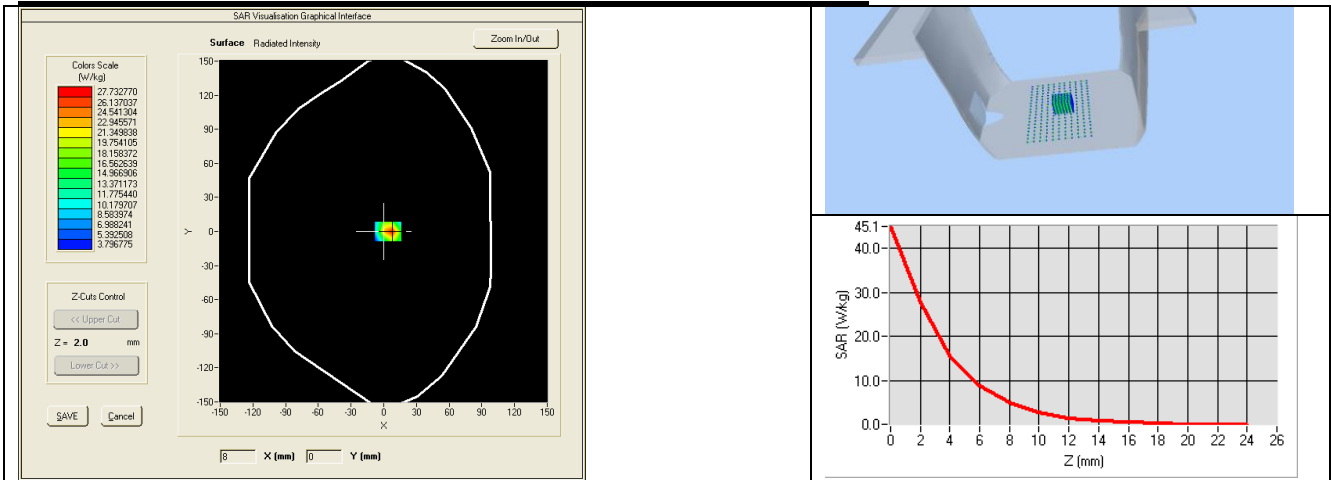 SAR Visualisation Graphical Interface
Surface Radiated Intensity
Zoom In/Out
Colors Scale
(W/kg)
27.732770
26.137037
24.541304
22.945571
21.349838
19.754105
18.158372
16.562639
14.966906
13.371173
11.775440
10.179707
8.583974
6.988241
5.392508
3.796775
Z-Cuts Control
<< Upper Cut
Z = 2.0 mm
Lower Cut >>
SAVE Cancel
150
120
90
60
30
0
-30
-60
-90
-120
-150
Y
-150 -120 -90 -60 -30 0 30 60 90 120 150
X
8 X (mm) 0 Y (mm)
45.1
40.0
30.0
20.0
10.0
0.0
SAR (W/kg)
0 2 4 6 8 10 12 14 16 18 20 22 24 26
Z (mm)